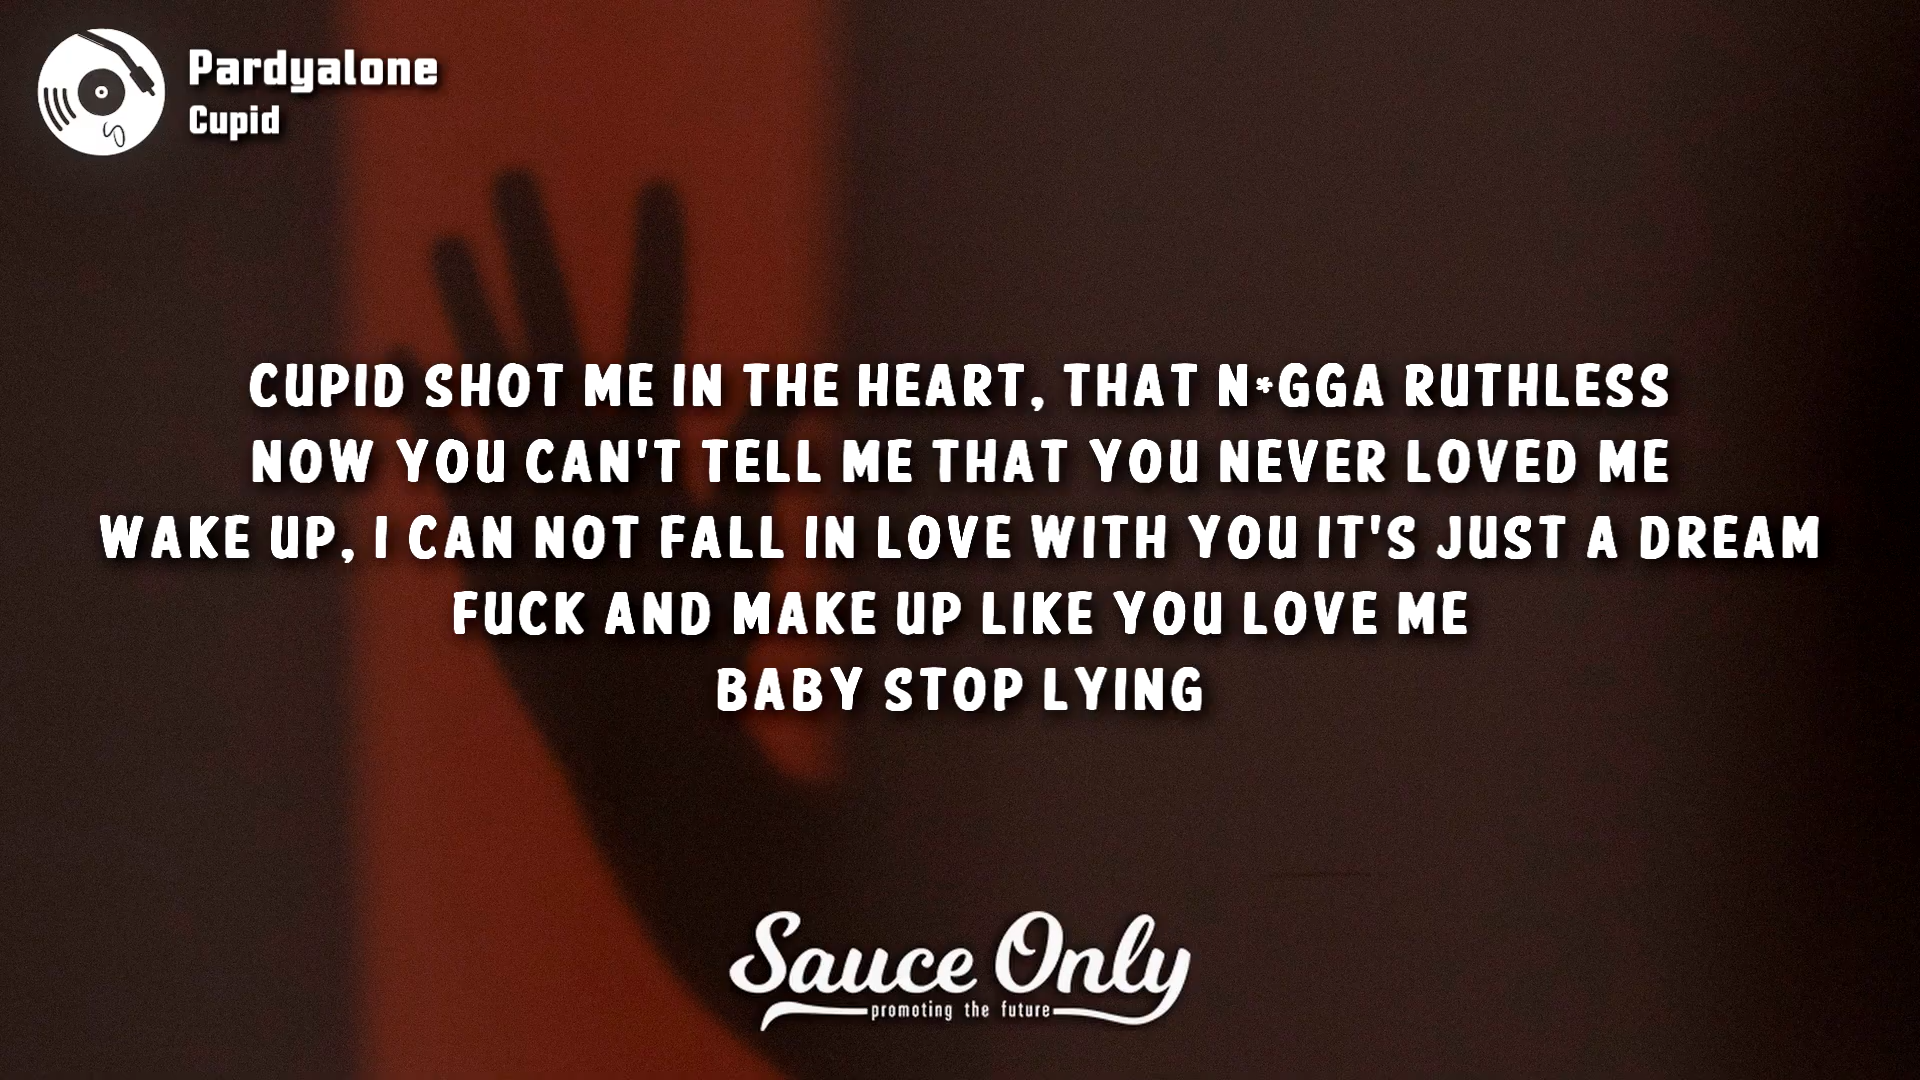 Pardyalone
Cupid
CUPID SHOT ME IN THE HEART, THAT N*GGA RUTHLESS
NOW YOU CAN'T TELL ME THAT YOU NEVER LOVED ME
WAKE UP, I CAN NOT FALL IN LOVE WITH YOU IT'S JUST A DREAM
FUCK AND MAKE UP LIKE YOU LOVE ME
BABY STOP LYING
Sauce Only
promoting the future